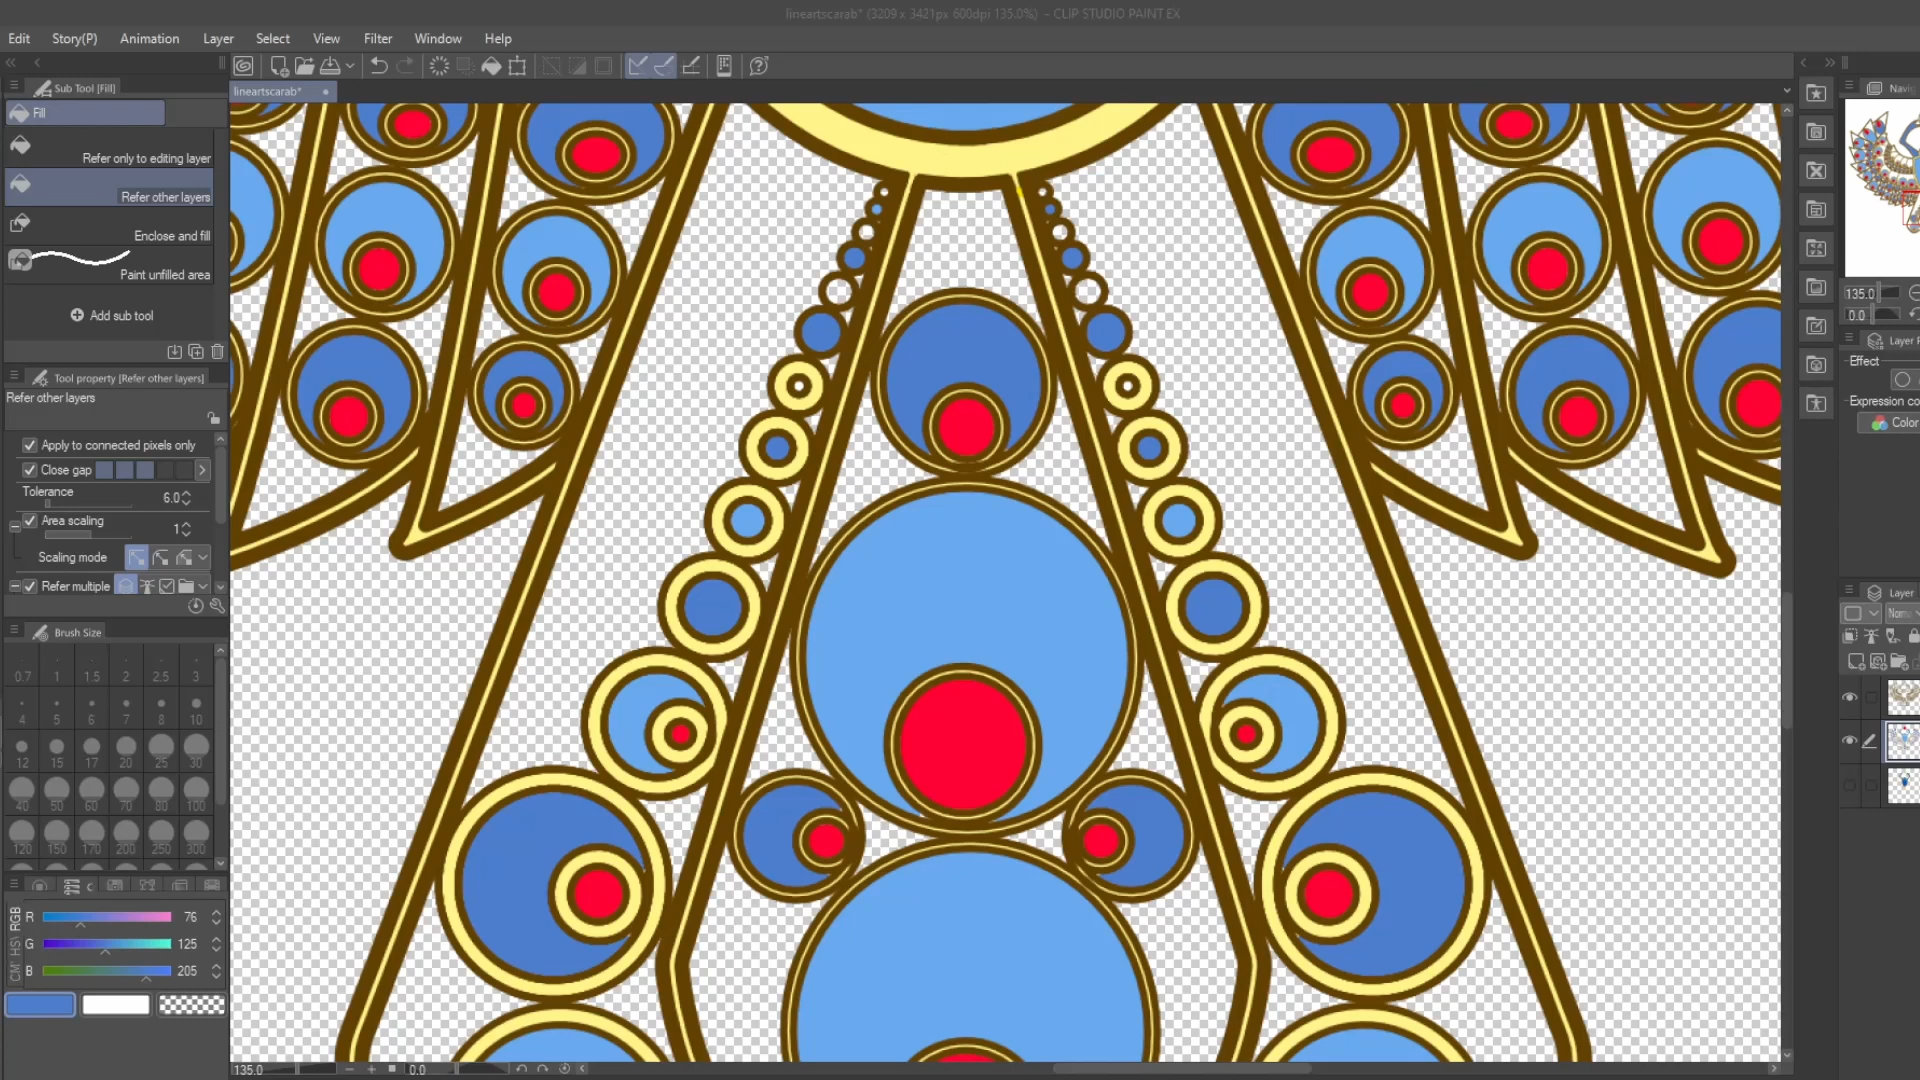 lineartscarab* (3209 x 3421px 600dpi 135.0%) - CLIP STUDIO PAINT EX
Edit Story(P) Animation Layer Select View Filter Window Help
Sub Tool [Fill]
lineartscarab*
Navig
Fill
Refer only to editing layer
Refer other layers
Enclose and fill
Paint unfilled area
Add sub tool
135.0
0.0
Layer P
Effect
Expression co
Color
Tool property [Refer other layers]
Refer other layers
Apply to connected pixels only
Close gap
Tolerance 6.0
Area scaling 1
Scaling mode
Refer multiple
Layer
Norm
Brush Size
0.7 1 1.5 2 2.5 3
4 5 6 7 8 10
12 15 17 20 25 30
40 50 60 70 80 100
120 150 170 200 250 300
RGB
HSV
CM
R 76
G 125
B 205
135.0 0.0